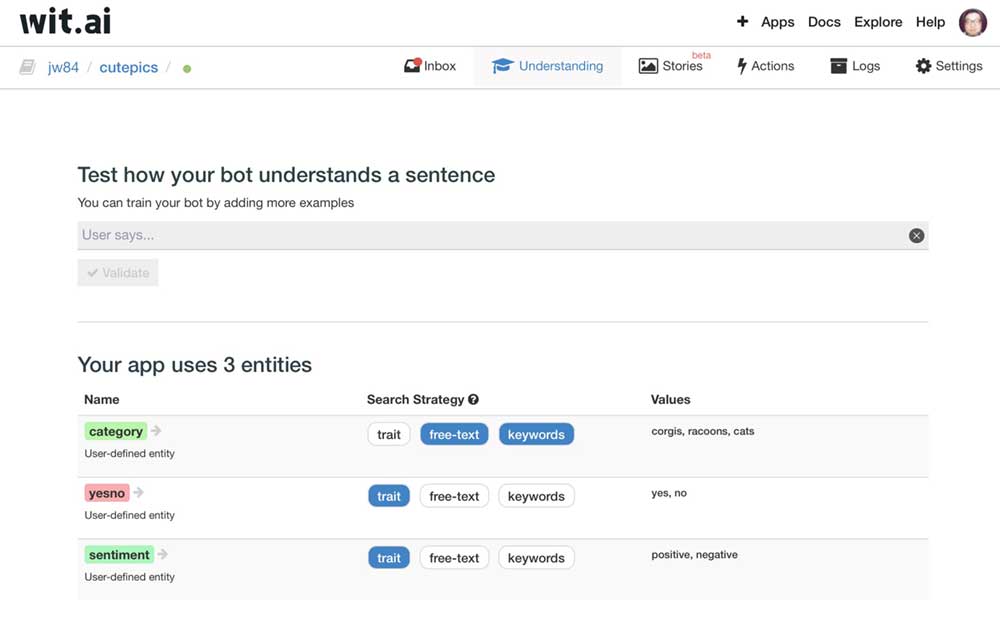 wit.ai
+ Apps Docs Explore Help
jw84 / cutepics /
Inbox Understanding Stories beta Actions Logs Settings
Test how your bot understands a sentence
You can train your bot by adding more examples
User says...
Validate
Your app uses 3 entities
Name Search Strategy ? Values
category trait free-text keywords corgis, racoons, cats
User-defined entity
yesno trait free-text keywords yes, no
User-defined entity
sentiment trait free-text keywords positive, negative
User-defined entity